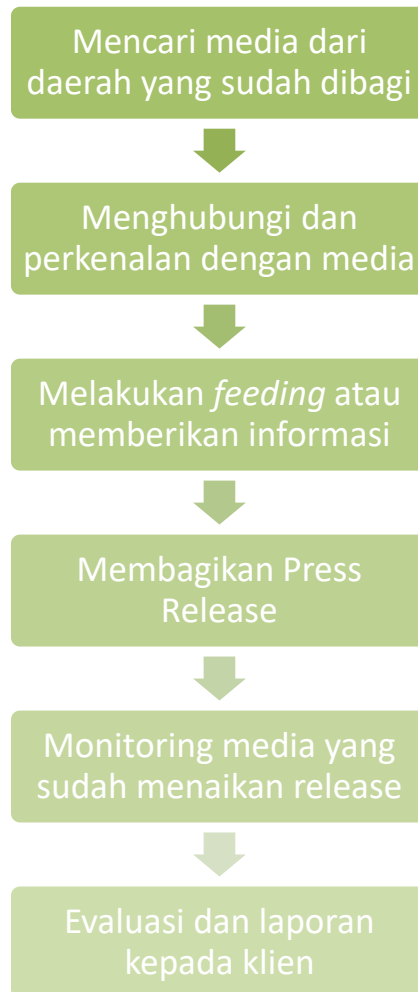 Mencari media dari
daerah yang sudah dibagi
Menghubungi dan
perkenalan dengan media
Melakukan feeding atau
memberikan informasi
Membagikan Press
Release
Monitoring media yang
sudah menaikan release
Evaluasi dan laporan
kepada klien